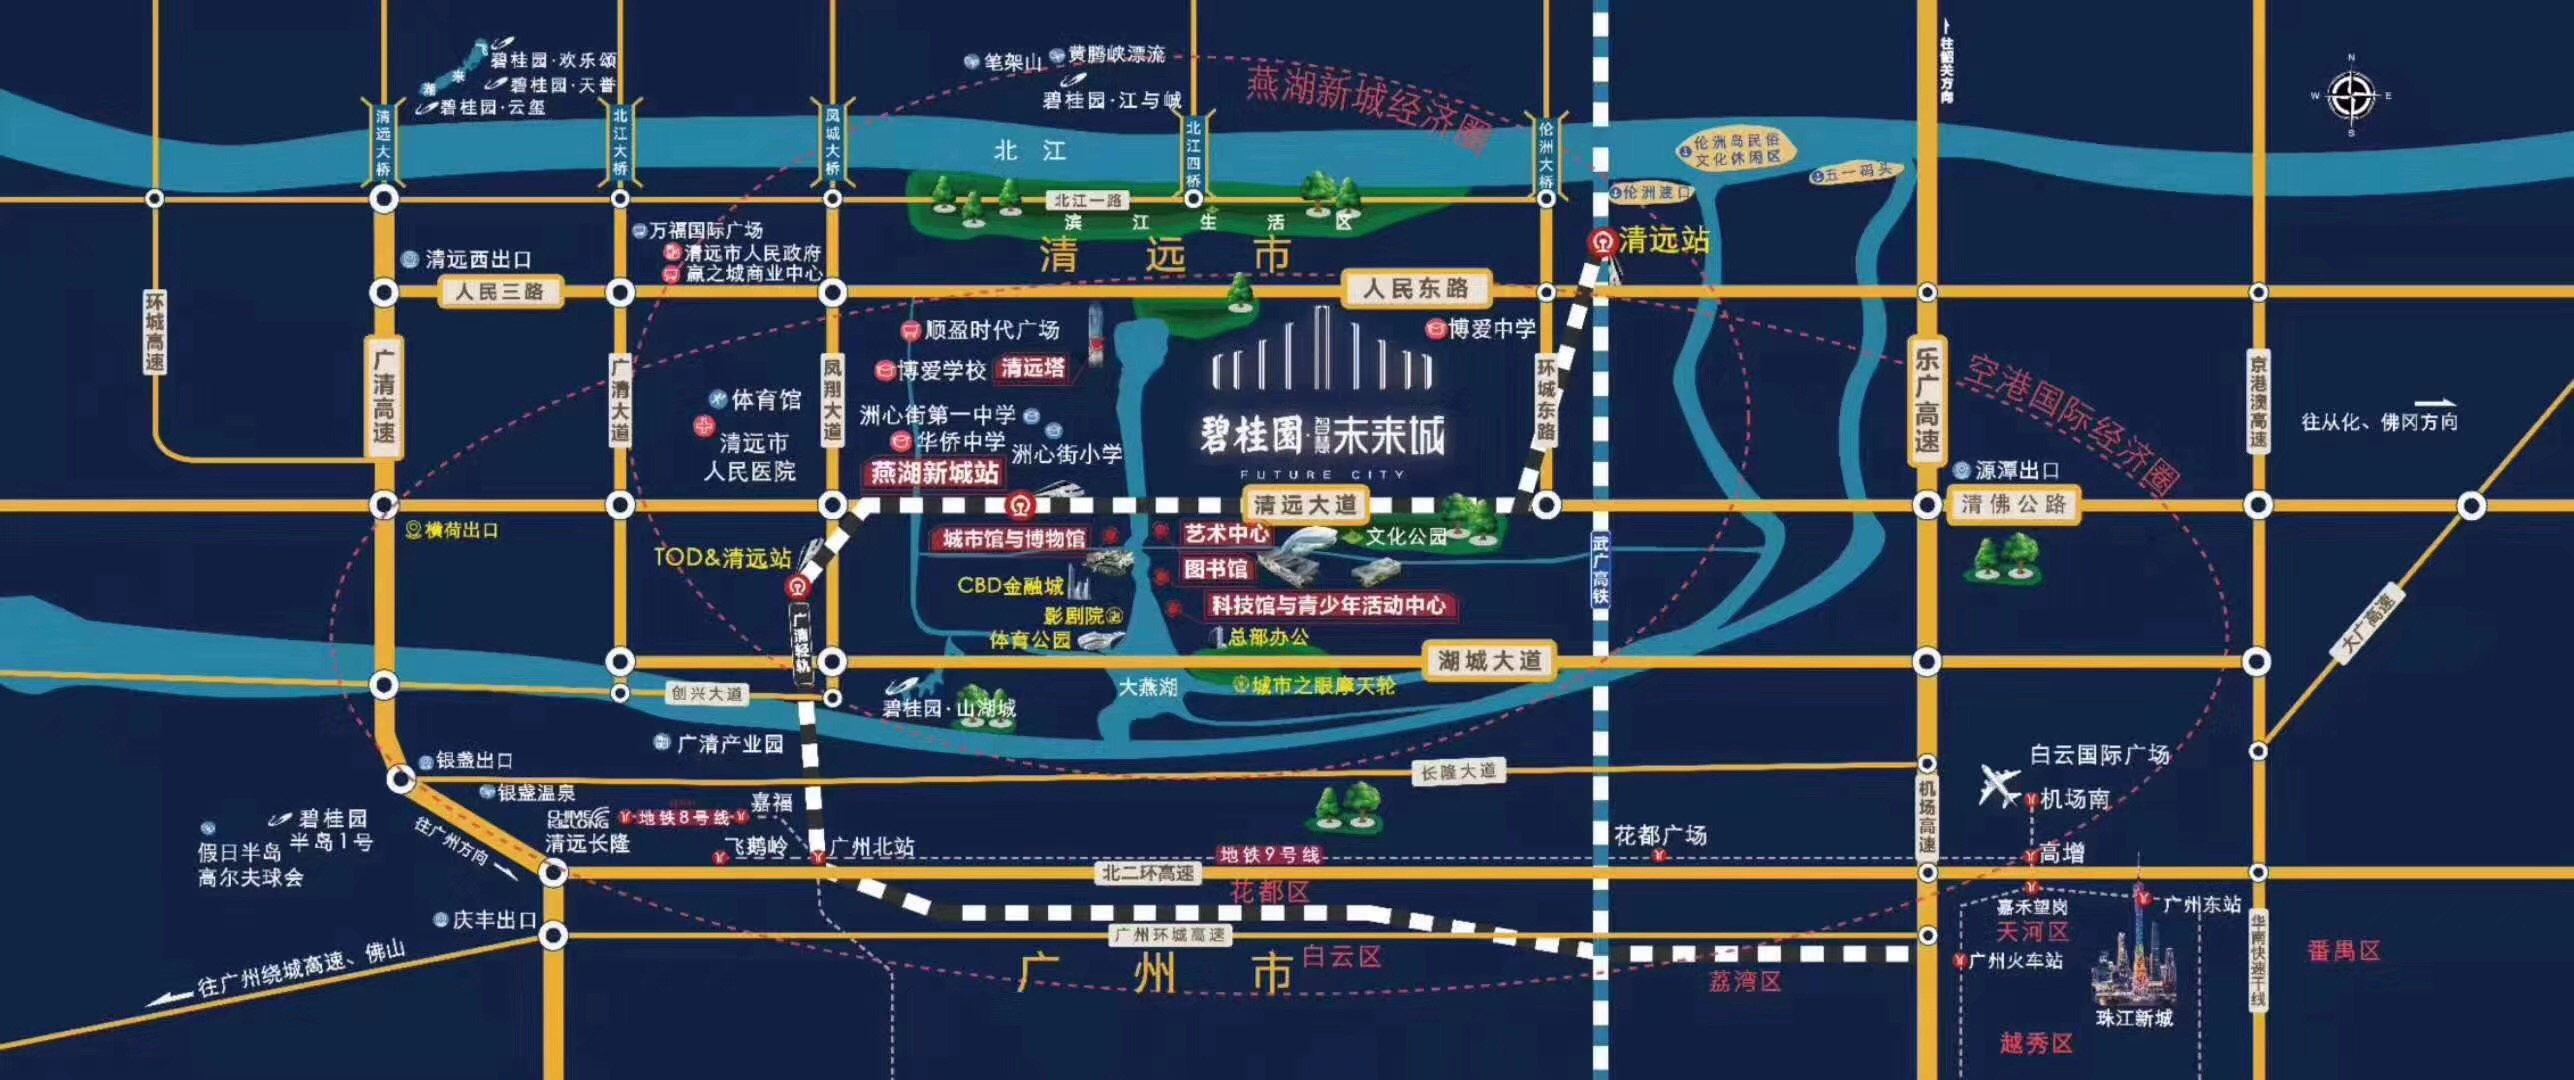 往韶关方向
飞
来
湖
碧桂园·欢乐颂
碧桂园·天誉
碧桂园·云玺
笔架山
黄腾峡漂流
碧桂园·江与城
燕湖新城经济圈
N
W
E
S
清远大桥
北江大桥
凤城大桥
北江四桥
伦洲大桥
北 江
伦洲岛民俗
文化休闲区
五一码头
伦洲渡口
北江一路
滨 江 生 活 区
清 远 市
清远站
万福国际广场
清远市人民政府
赢之城商业中心
清远西出口
人民三路
人民东路
环城高速
广清高速
广清大道
凤翔大道
顺盈时代广场
博爱学校
清远塔
博爱中学
体育馆
清远市
人民医院
洲心街第一中学
华侨中学
洲心街小学
燕湖新城站
碧桂园·智慧未来城
FUTURE CITY
环城东路
乐广高速
空港国际经济圈
京港澳高速
往从化、佛冈方向
源潭出口
清远大道
清佛公路
横荷出口
TOD&清远站
城市馆与博物馆
艺术中心
文化公园
图书馆
CBD金融城
科技馆与青少年活动中心
影剧院
体育公园
总部办公
武广高铁
广清轻轨
湖城大道
大广高速
创兴大道
大燕湖
城市之眼摩天轮
碧桂园·山湖城
广清产业园
银盏出口
长隆大道
白云国际广场
银盏温泉
CHIMELONG
清远长隆
地铁8号线
嘉福
机场南
机场高速
碧桂园
半岛1号
假日半岛
高尔夫球会
往广州方向
飞鹅岭
广州北站
地铁9号线
花都广场
高增
北二环高速
花都区
嘉禾望岗
天河区
广州东站
庆丰出口
广州环城高速
往广州绕城高速、佛山
广 州 市
白云区
荔湾区
广州火车站
珠江新城
华南快速干线
番禺区
越秀区